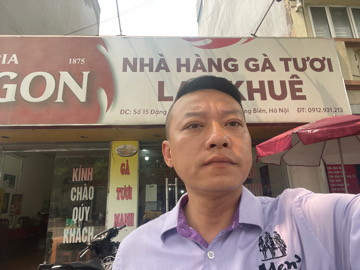 1875
GON
NHÀ HÀNG GÀ TƯƠI
KHUÊ
ĐC: Số 15 Đặng
Biên, Hà Nội
ĐT: 0912.931.213
KÍNH
CHÀO
QUÝ
KHÁCH
GÀ
TƯƠI
MẠNH